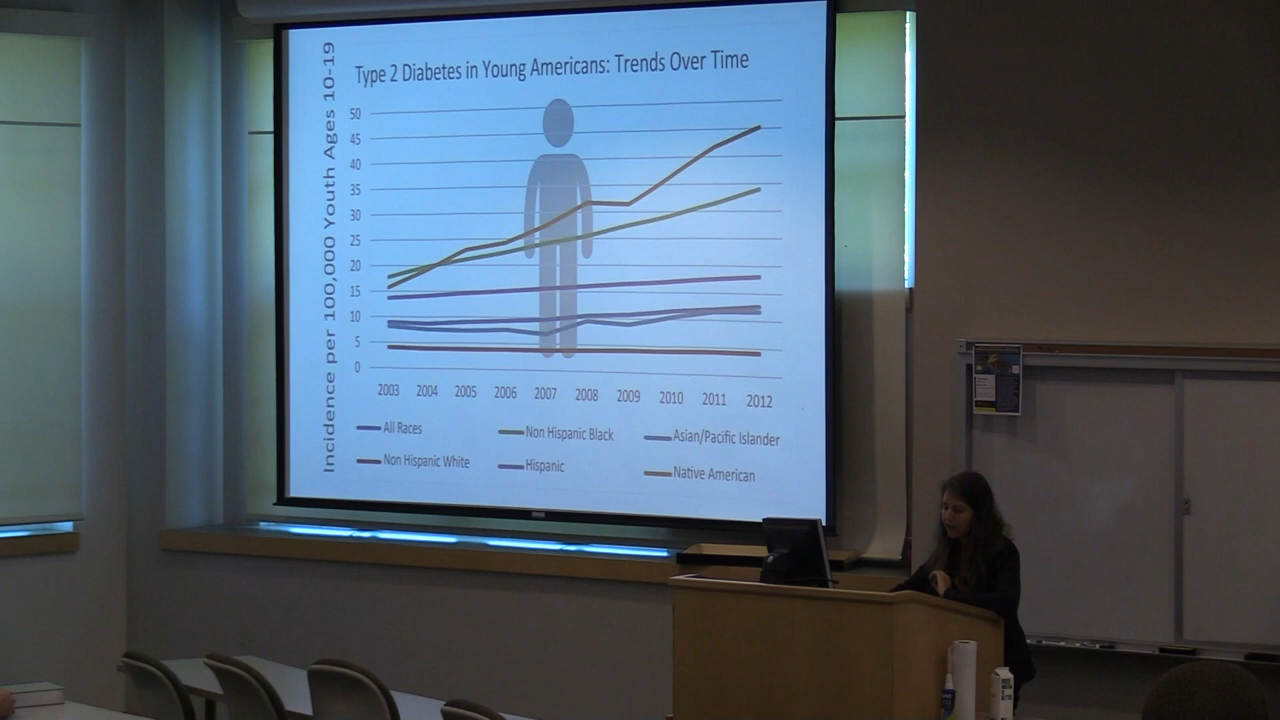 Type 2 Diabetes in Young Americans: Trends Over Time
Incidence per 100,000 Youth Ages 10-19
50
45
40
35
30
25
20
15
10
5
0
2003 2004 2005 2006 2007 2008 2009 2010 2011 2012
All Races Non Hispanic Black Asian/Pacific Islander
Non Hispanic White Hispanic Native American